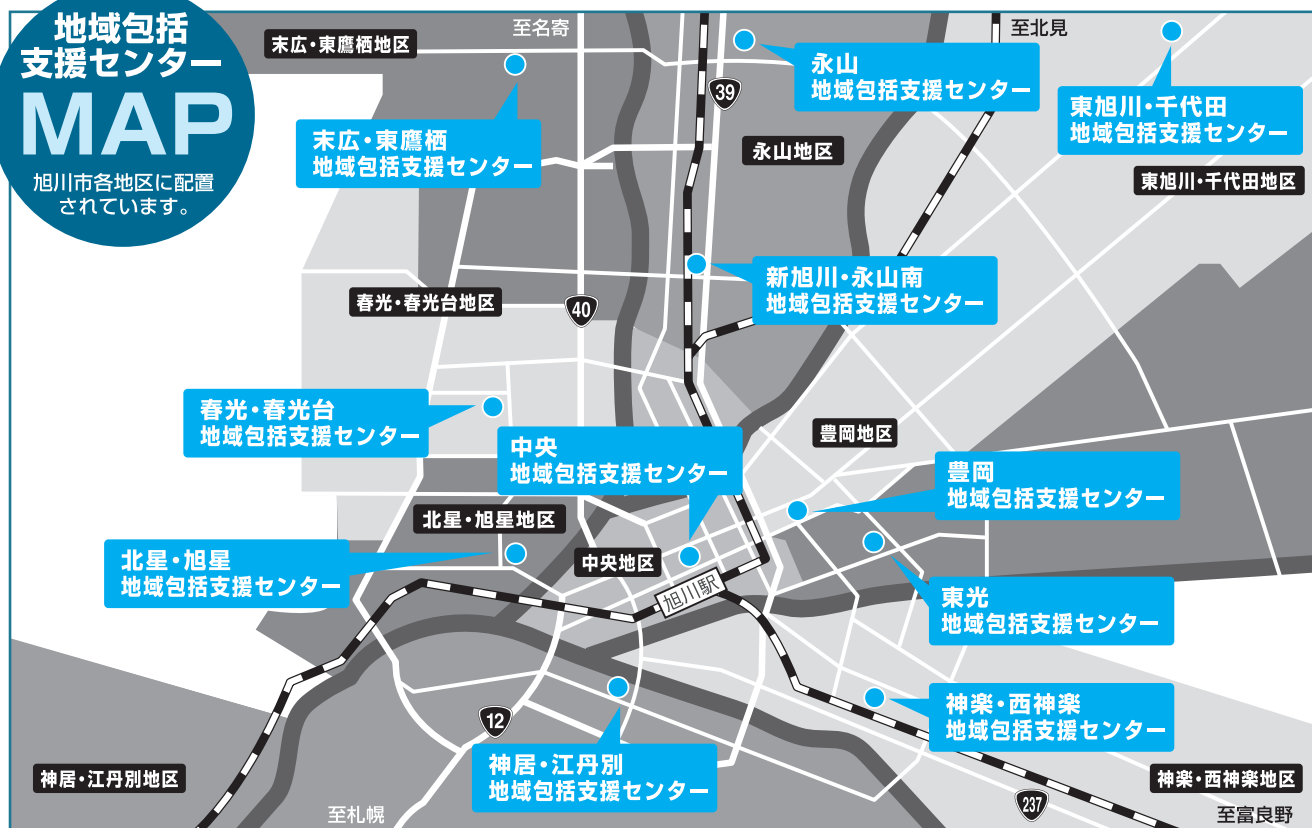 地域包括
支援センター
MAP
旭川市各地区に配置
されています。
至名寄
至北見
末広・東鷹栖地区
永山
地域包括支援センター
39
東旭川・千代田
地域包括支援センター
末広・東鷹栖
地域包括支援センター
永山地区
東旭川・千代田地区
新旭川・永山南
地域包括支援センター
春光・春光台地区
40
春光・春光台
地域包括支援センター
豊岡地区
中央
地域包括支援センター
豊岡
地域包括支援センター
北星・旭星地区
北星・旭星
地域包括支援センター
中央地区
旭川駅
東光
地域包括支援センター
神楽・西神楽
地域包括支援センター
12
神居・江丹別
地域包括支援センター
神居・江丹別地区
神楽・西神楽地区
237
至札幌
至富良野